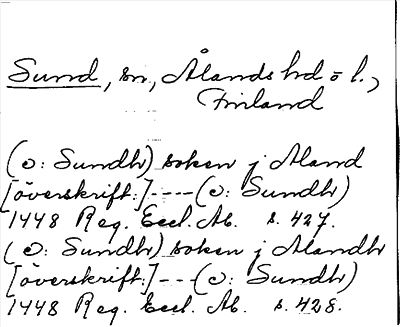 Sund, sn, Ålands hd o l.,
Finland
(ɔ: Sundh) soken j Aland
[överskrift:]---(ɔ: Sundh)
1448 Reg. Eccl. Ab. s. 427.
(ɔ: Sundh) soken j Alandh
[överskrift:]--(ɔ: Sundh)
1448 Reg. Eccl. Ab. s. 428.